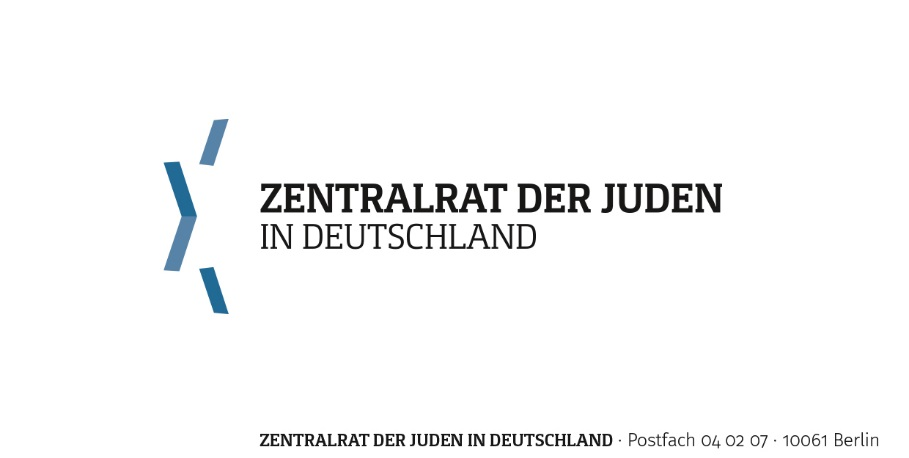 ZENTRALRAT DER JUDEN
IN DEUTSCHLAND
ZENTRALRAT DER JUDEN IN DEUTSCHLAND · Postfach 04 02 07 · 10061 Berlin